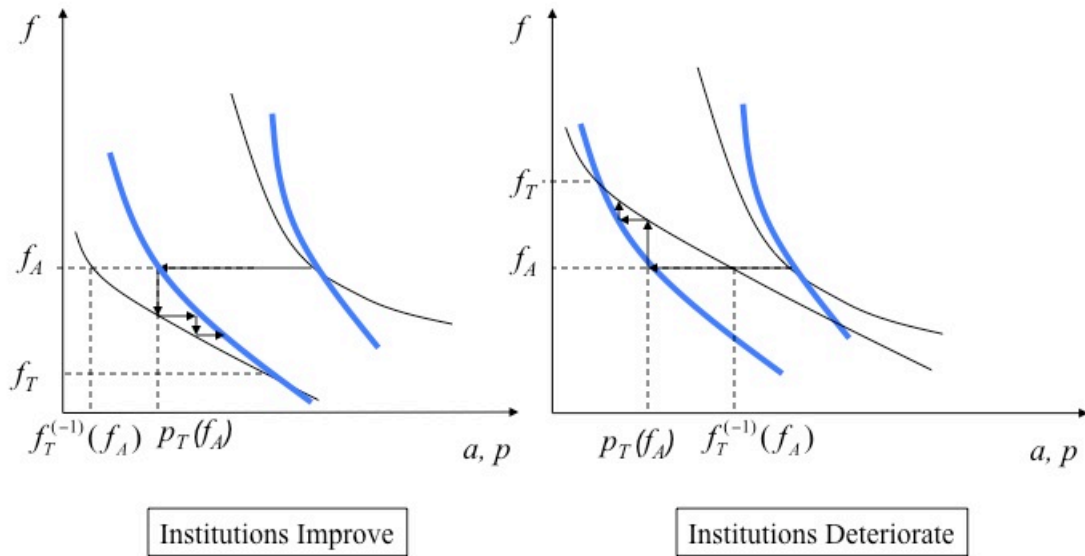 f
f_A
f_T
f_T^{(-1)}(f_A)
p_T(f_A)
a, p
Institutions Improve
f
f_T
f_A
p_T(f_A)
f_T^{(-1)}(f_A)
a, p
Institutions Deteriorate